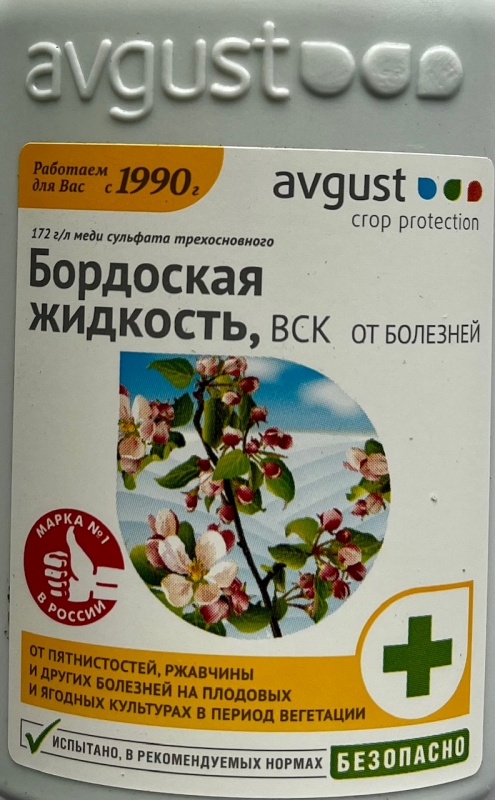 avgust
Работаем
для Вас с 1990 г
avgust
crop protection
172 г/л меди сульфата трехосновного
Бордоская
жидкость, ВСК ОТ БОЛЕЗНЕЙ
МАРКА №1
В РОССИИ
ОТ ПЯТНИСТОСТЕЙ, РЖАВЧИНЫ
И ДРУГИХ БОЛЕЗНЕЙ НА ПЛОДОВЫХ
И ЯГОДНЫХ КУЛЬТУРАХ В ПЕРИОД ВЕГЕТАЦИИ
ИСПЫТАНО, В РЕКОМЕНДУЕМЫХ НОРМАХ БЕЗОПАСНО